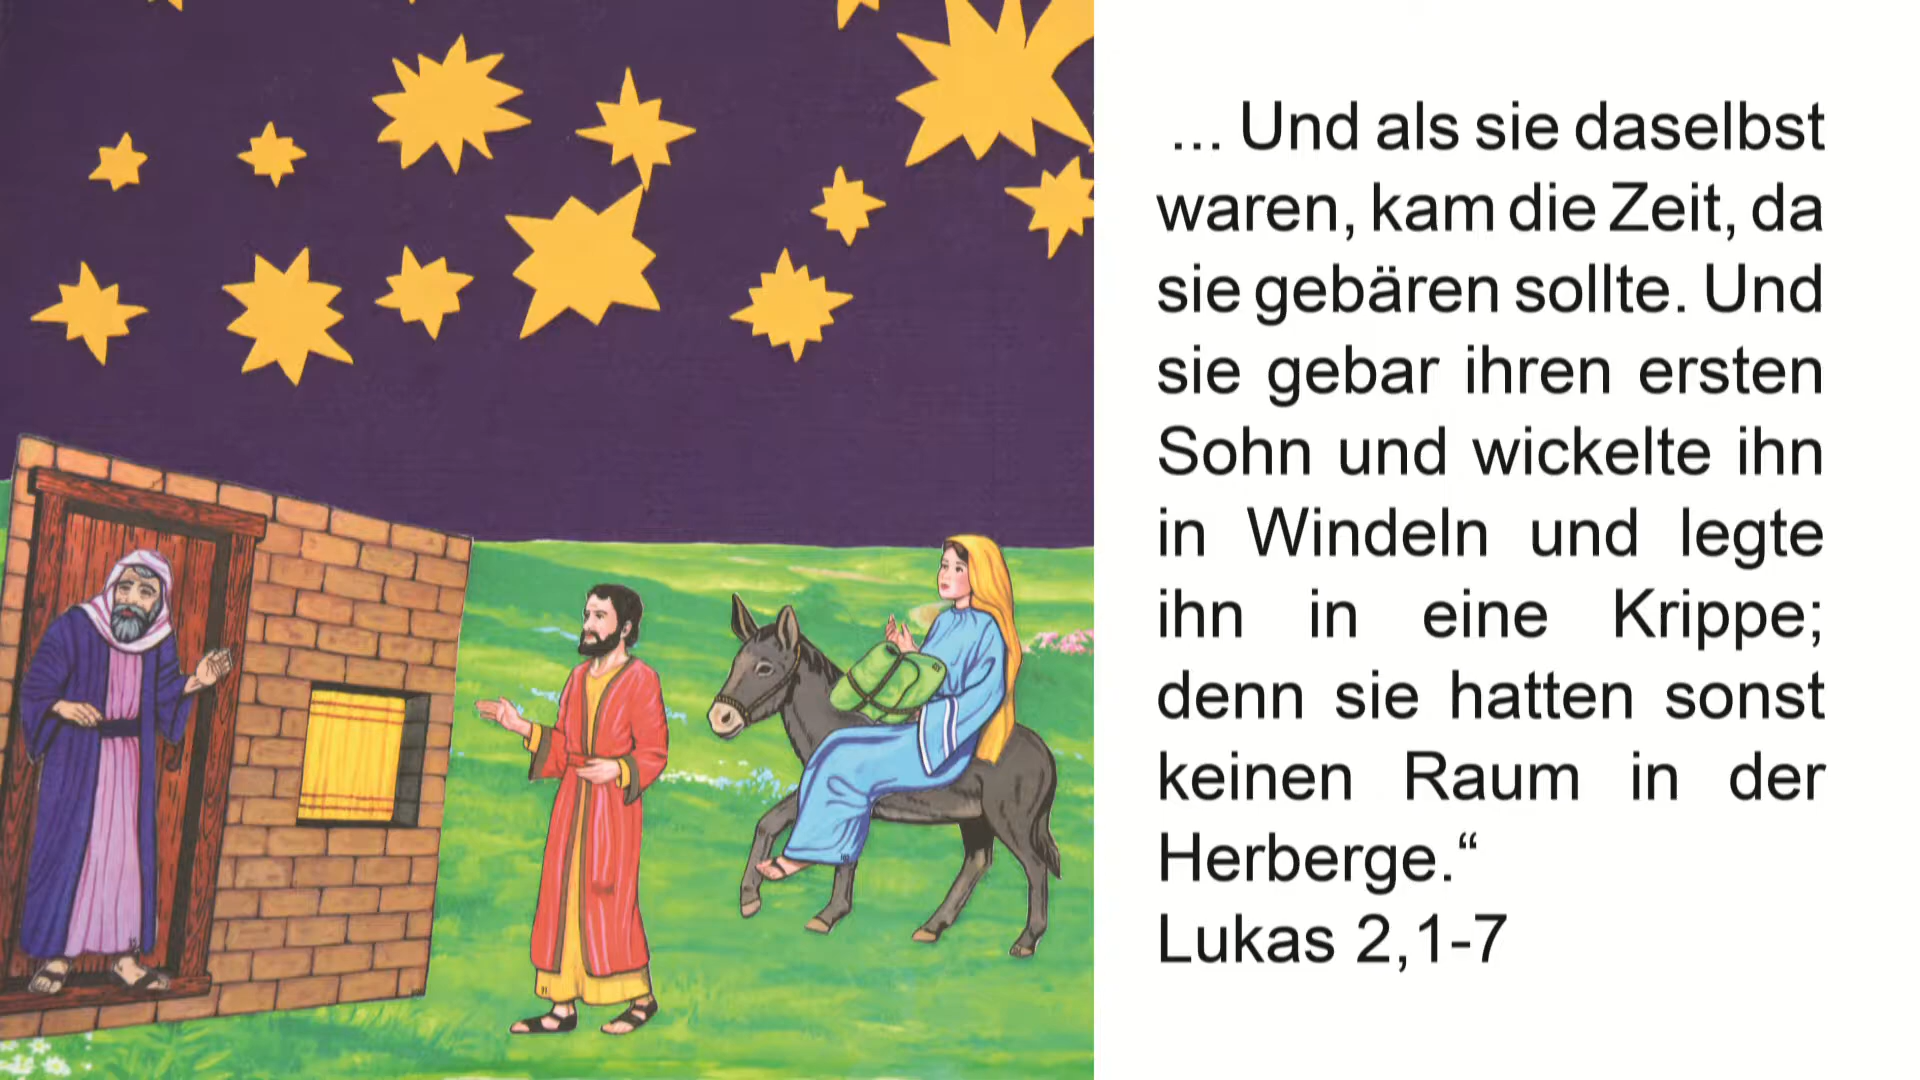 ... Und als sie daselbst
waren, kam die Zeit, da
sie gebären sollte. Und
sie gebar ihren ersten
Sohn und wickelte ihn
in Windeln und legte
ihn in eine Krippe;
denn sie hatten sonst
keinen Raum in der
Herberge.“
Lukas 2,1-7